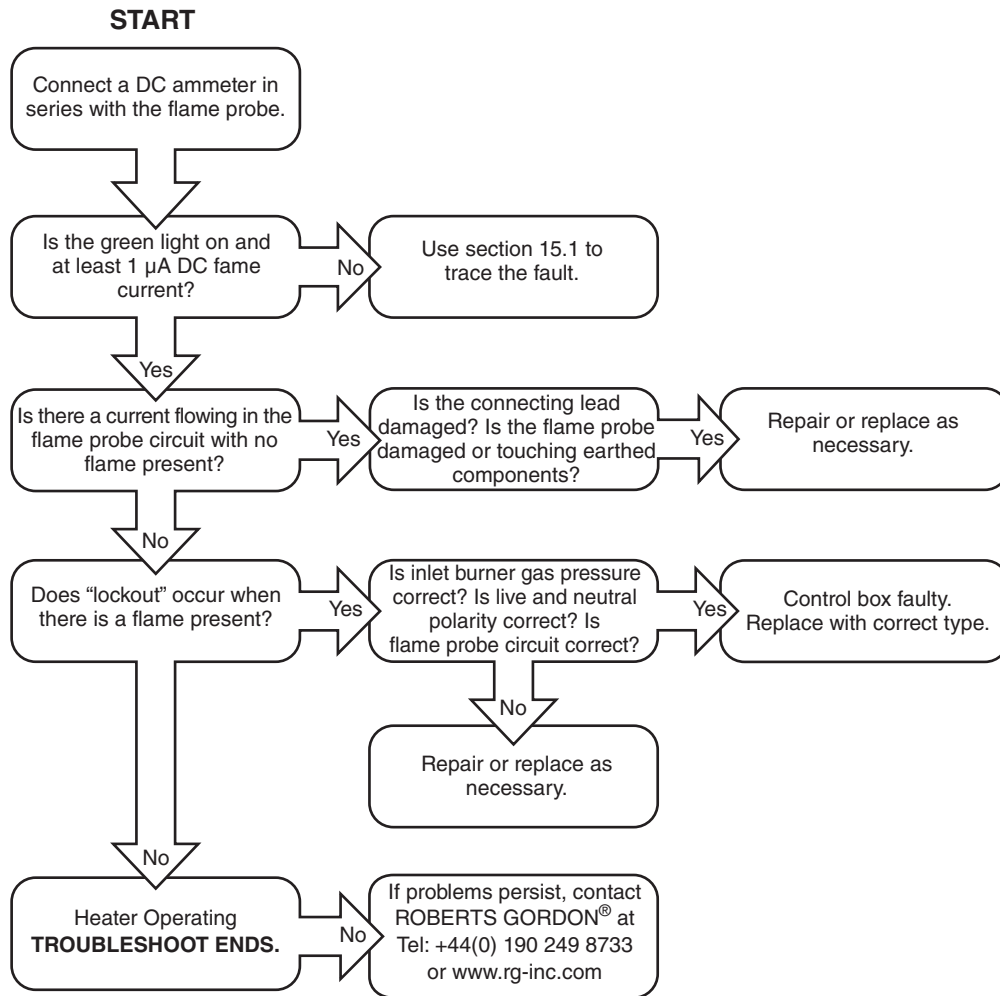 START
Connect a DC ammeter in
series with the flame probe.
Is the green light on and
at least 1 µA DC fame
current?
No
Use section 15.1 to
trace the fault.
Yes
Is there a current flowing in the
flame probe circuit with no
flame present?
Yes
Is the connecting lead
damaged? Is the flame probe
damaged or touching earthed
components?
Yes
Repair or replace as
necessary.
No
Does “lockout” occur when
there is a flame present?
Yes
Is inlet burner gas pressure
correct? Is live and neutral
polarity correct? Is
flame probe circuit correct?
Yes
Control box faulty.
Replace with correct type.
No
Repair or replace as
necessary.
No
Heater Operating
TROUBLESHOOT ENDS.
No
If problems persist, contact
ROBERTS GORDON® at
Tel: +44(0) 190 249 8733
or www.rg-inc.com